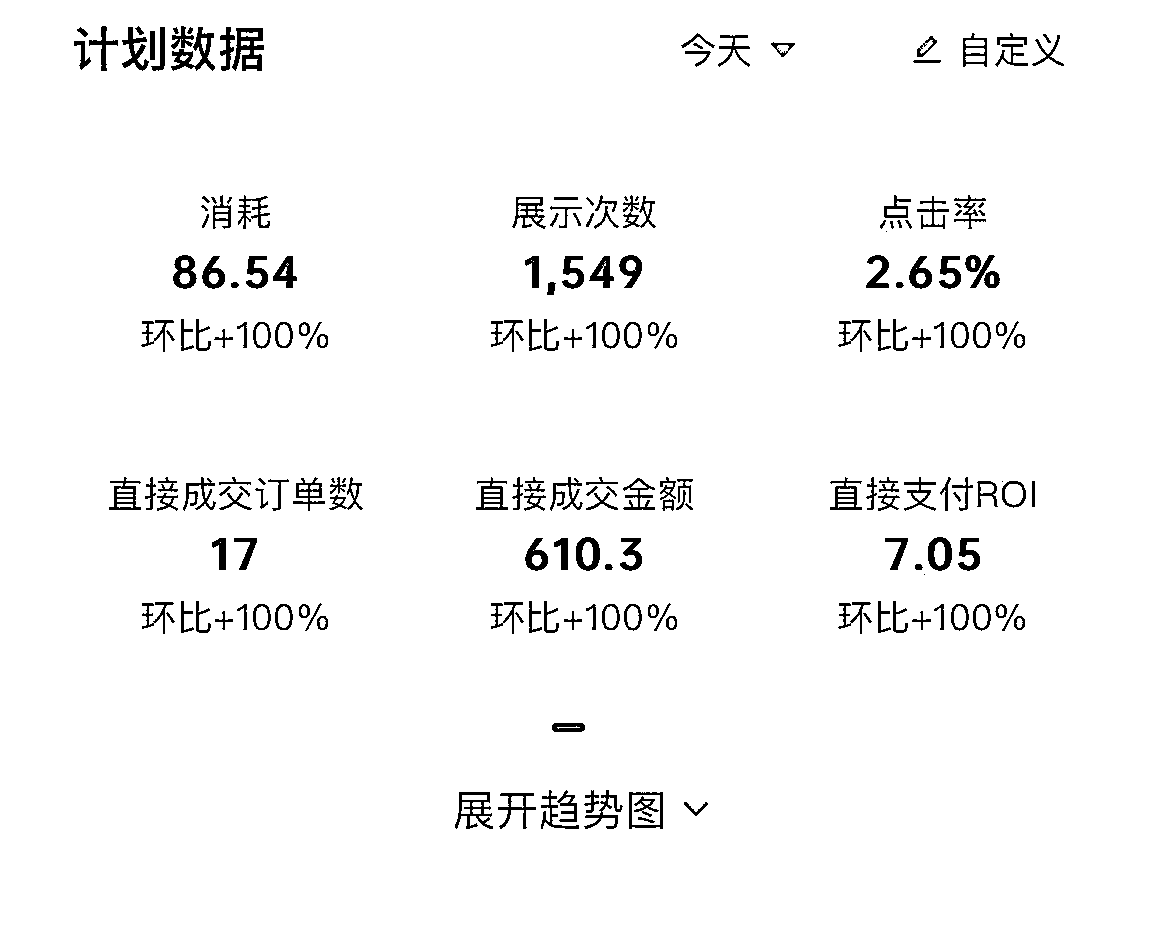 计划数据 今天 自定义
消耗 展示次数 点击率
86.54 1,549 2.65%
环比+100% 环比+100% 环比+100%
直接成交订单数 直接成交金额 直接支付ROI
17 610.3 7.05
环比+100% 环比+100% 环比+100%
展开趋势图